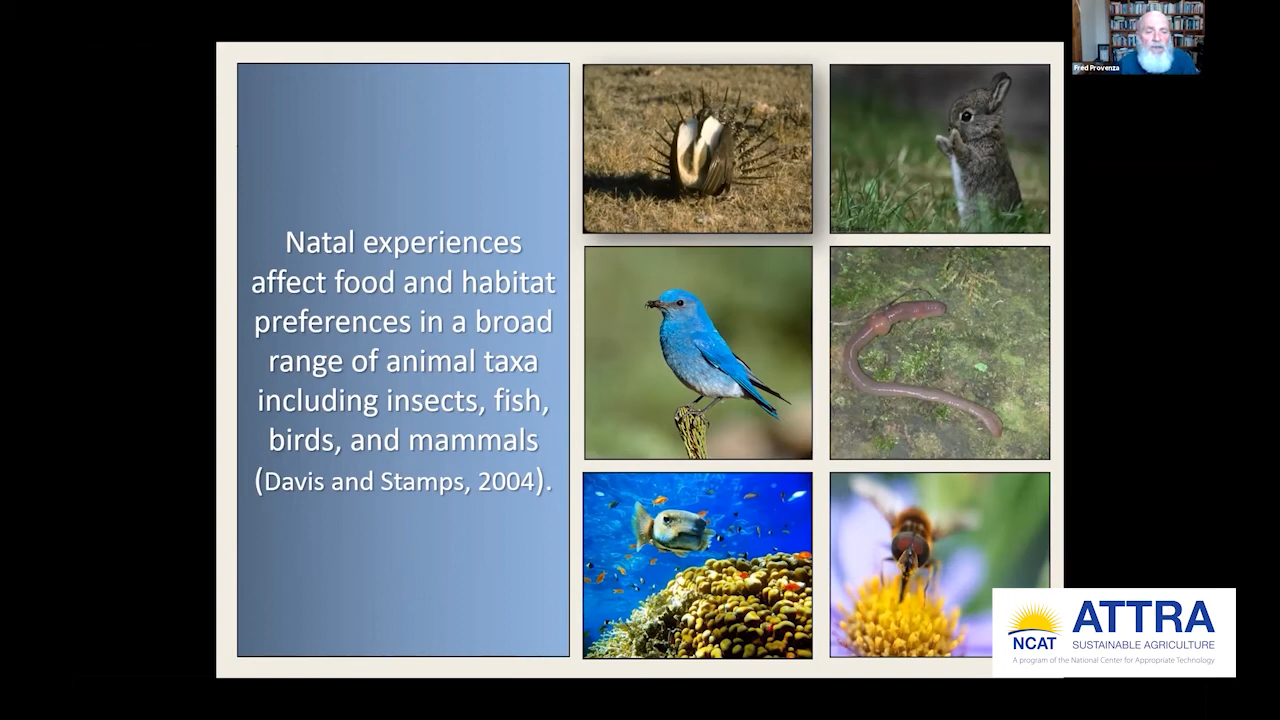 Fred Provenza
Natal experiences
affect food and habitat
preferences in a broad
range of animal taxa
including insects, fish,
birds, and mammals
(Davis and Stamps, 2004).
NCAT
ATTRA
SUSTAINABLE AGRICULTURE
A program of the National Center for Appropriate Technology